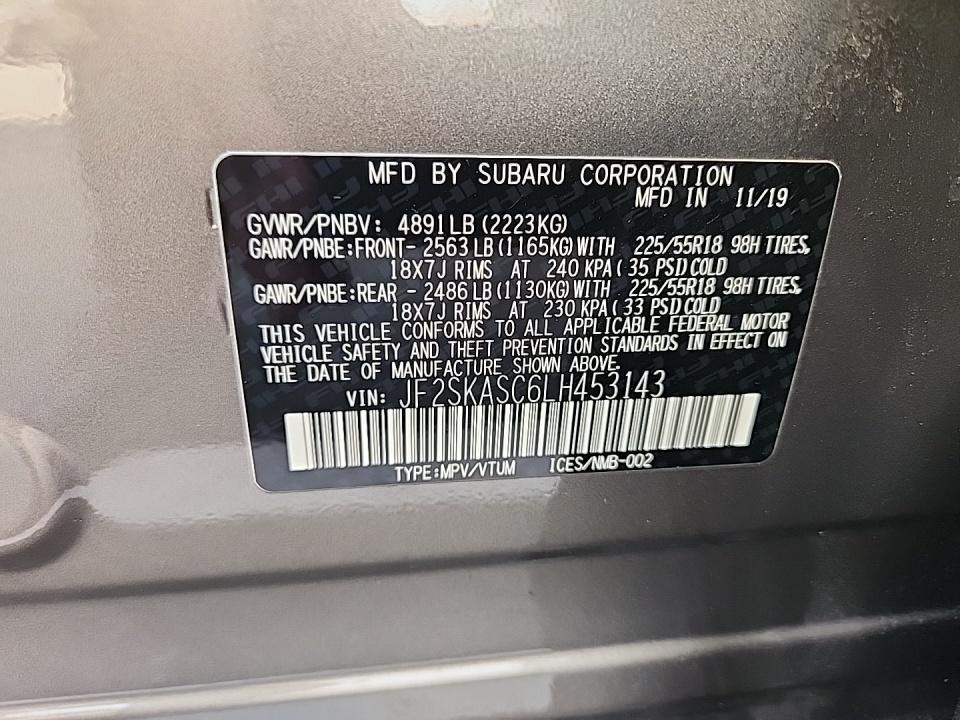 MFD BY SUBARU CORPORATION
MFD IN 11/19
GVWR/PNBV: 4891LB (2223KG)
GAWR/PNBE:FRONT- 2563 LB (1165KG) WITH 225/55R18 98H TIRES,
18X7J RIMS AT 240 KPA ( 35 PSI) COLD
GAWR/PNBE:REAR - 2486 LB (1130KG) WITH 225/55R18 98H TIRES,
18X7J RIMS AT 230 KPA ( 33 PSI) COLD
THIS VEHICLE CONFORMS TO ALL APPLICABLE FEDERAL MOTOR
VEHICLE SAFETY AND THEFT PREVENTION STANDARDS IN EFFECT ON
THE DATE OF MANUFACTURE SHOWN ABOVE.
VIN: JF2SKASC6LH453143
TYPE:MPV/VTUM ICES/NMB-002